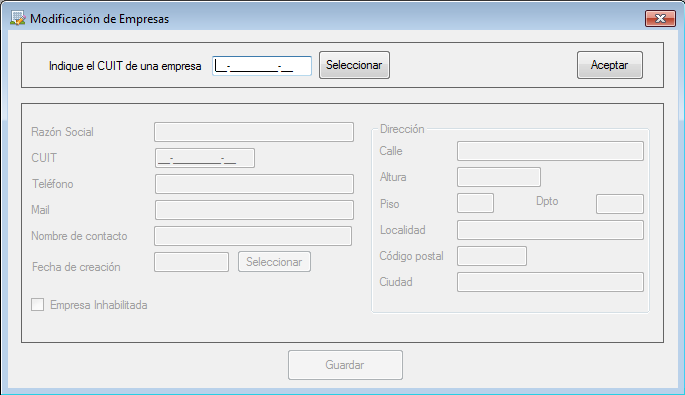 Modificación de Empresas
Indique el CUIT de una empresa __-________-__ Seleccionar Aceptar
Razón Social
CUIT __-________-__
Teléfono
Mail
Nombre de contacto
Fecha de creación Seleccionar
Empresa Inhabilitada
Dirección
Calle
Altura
Piso Dpto
Localidad
Código postal
Ciudad
Guardar